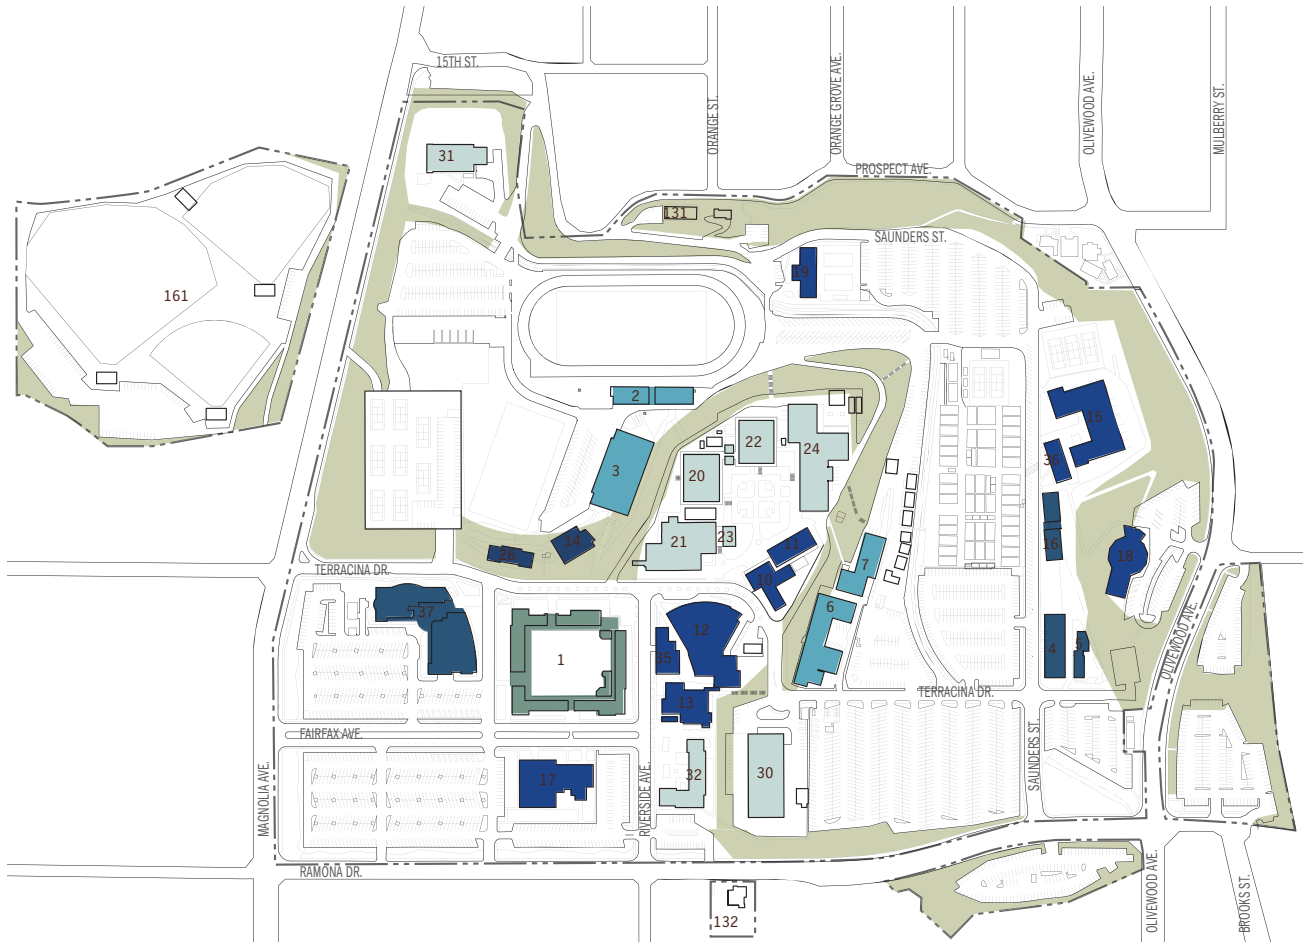 15TH ST.
ORANGE ST.
ORANGE GROVE AVE.
OLIVEWOOD AVE.
MULBERRY ST.
31
PROSPECT AVE.
131
SAUNDERS ST.
19
161
2
15
22
24
3
36
20
21
23
11
16
14
26
18
7
TERRACINA DR.
10
37
6
12
OLIVEWOOD AVE.
1
35
4
5
TERRACINA DR.
13
FAIRFAX AVE.
SAUNDERS ST.
MAGNOLIA AVE.
17
RIVERSIDE AVE.
32
30
RAMONA DR.
OLIVEWOOD AVE.
BROOKS ST.
132